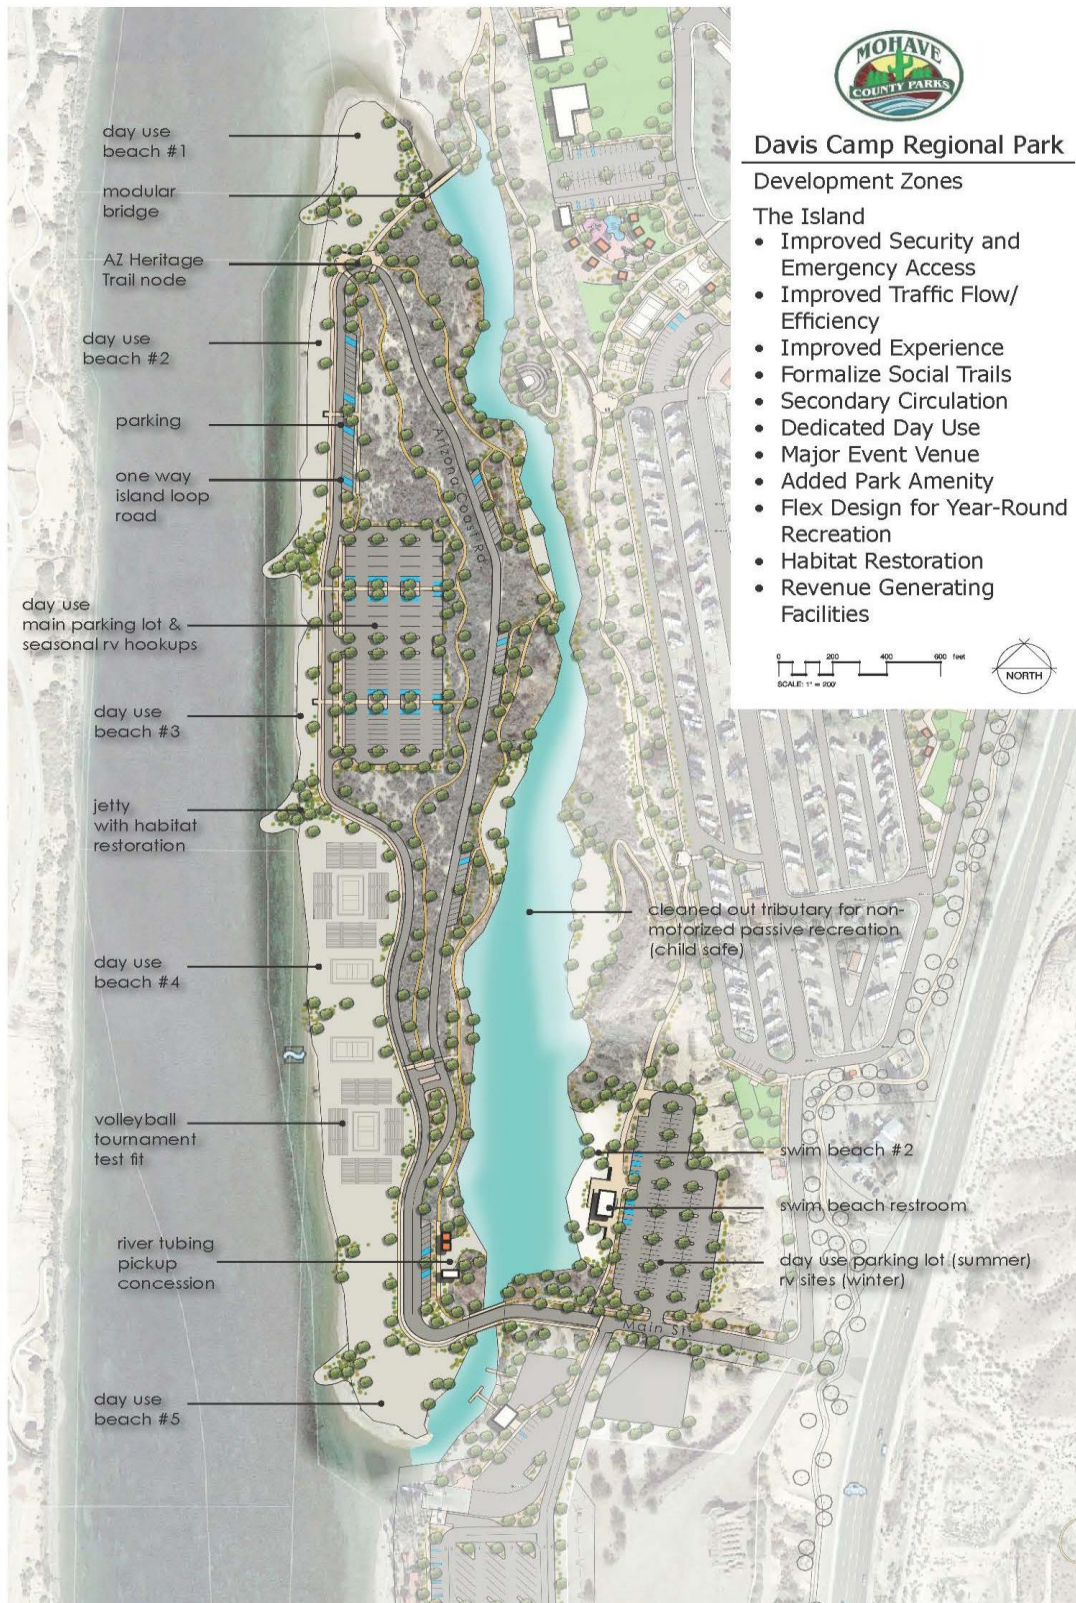 MOHAVE
COUNTY PARKS
Davis Camp Regional Park
Development Zones
The Island
• Improved Security and
Emergency Access
• Improved Traffic Flow/
Efficiency
• Improved Experience
• Formalize Social Trails
• Secondary Circulation
• Dedicated Day Use
• Major Event Venue
• Added Park Amenity
• Flex Design for Year-Round
Recreation
• Habitat Restoration
• Revenue Generating
Facilities
0 200 400 600 feet
SCALE: 1" = 200'
NORTH
day use
beach #1
modular
bridge
AZ Heritage
Trail node
day use
beach #2
parking
one way
island loop
road
Arizona Coast Rd
day use
main parking lot &
seasonal rv hookups
day use
beach #3
jetty
with habitat
restoration
cleaned out tributary for non-
motorized passive recreation
(child safe)
day use
beach #4
volleyball
tournament
test fit
swim beach #2
swim beach restroom
river tubing
pickup
concession
day use parking lot (summer)
rv sites (winter)
Main St.
day use
beach #5